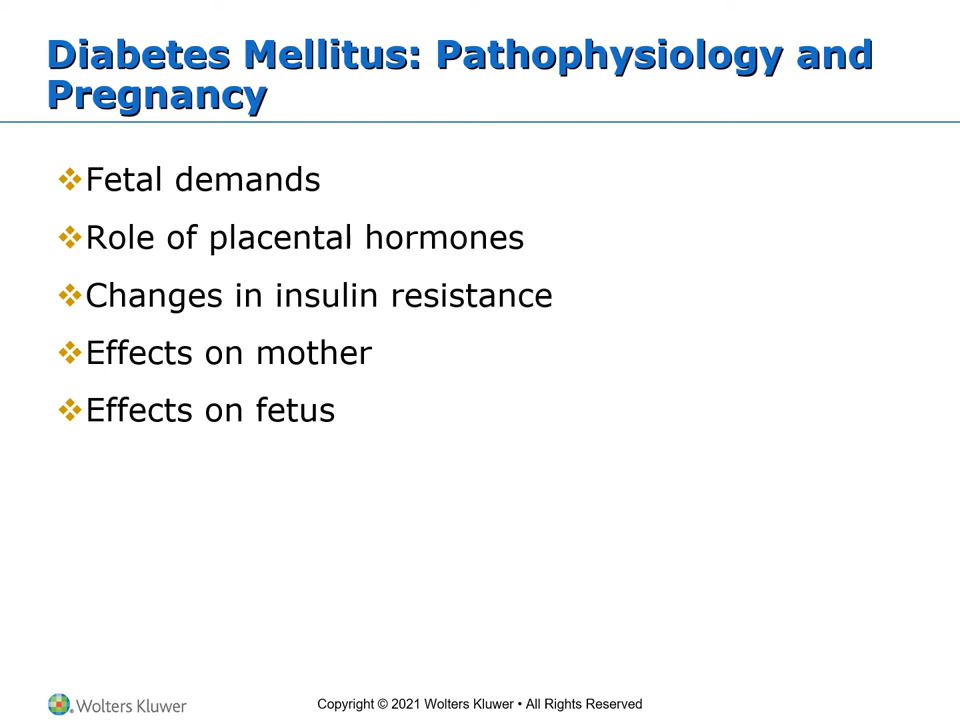 Diabetes Mellitus: Pathophysiology and
Pregnancy
❖Fetal demands
❖Role of placental hormones
❖Changes in insulin resistance
❖Effects on mother
❖Effects on fetus
Wolters Kluwer
Copyright © 2021 Wolters Kluwer • All Rights Reserved